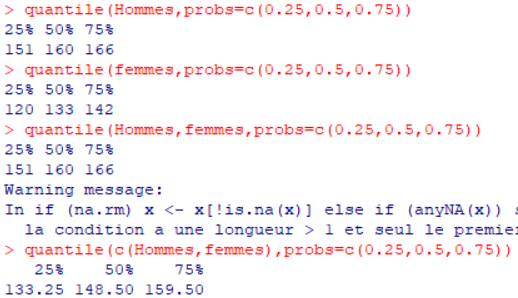 > quantile(Hommes,probs=c(0.25,0.5,0.75))
25% 50% 75%
151 160 166
> quantile(femmes,probs=c(0.25,0.5,0.75))
25% 50% 75%
120 133 142
> quantile(Hommes,femmes,probs=c(0.25,0.5,0.75))
25% 50% 75%
151 160 166
Warning message:
In if (na.rm) x <- x[!is.na(x)] else if (anyNA(x)) s
la condition a une longueur > 1 et seul le premier
> quantile(c(Hommes,femmes),probs=c(0.25,0.5,0.75))
25% 50% 75%
133.25 148.50 159.50